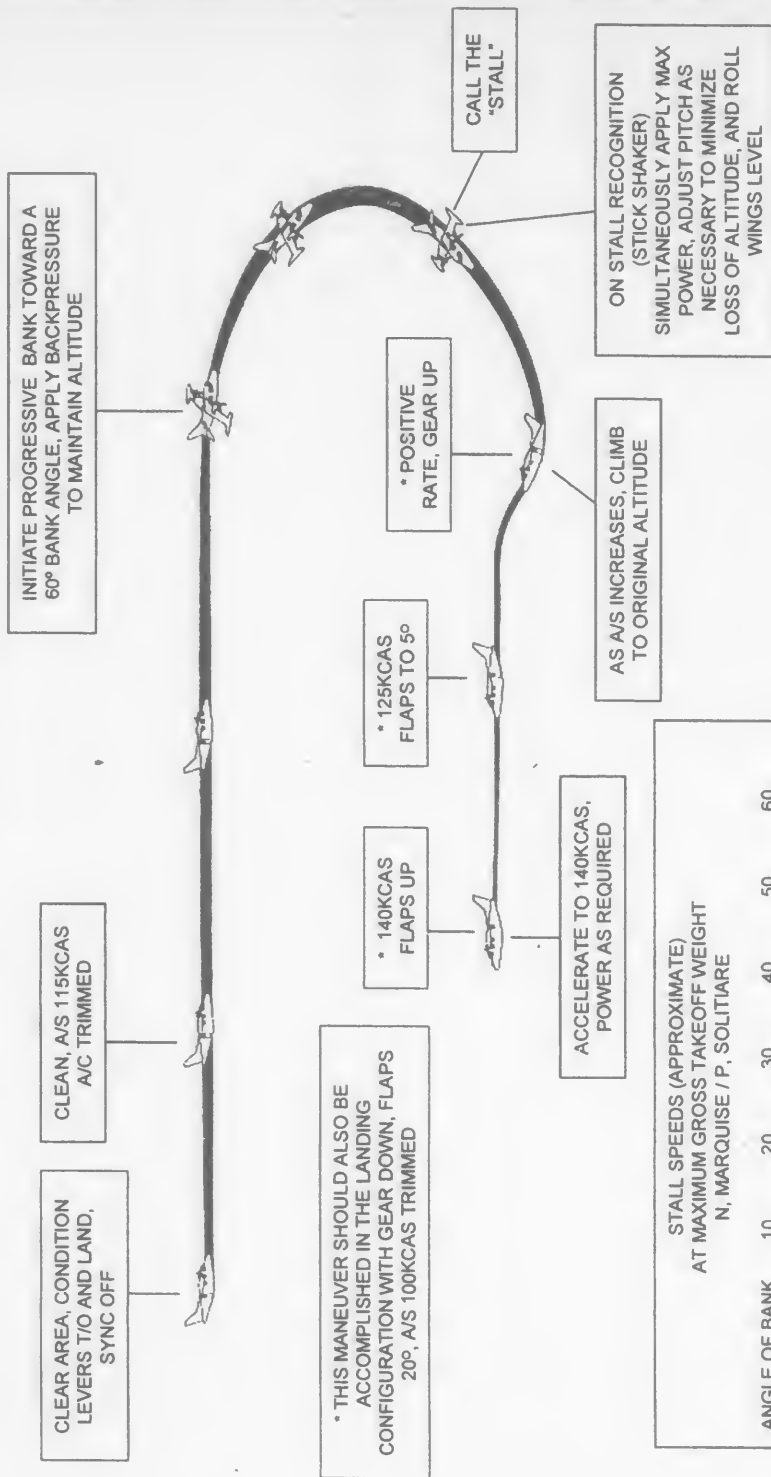 CLEAR AREA, CONDITION
LEVERS T/O AND LAND,
SYNC OFF
CLEAN, A/S 115KCAS
A/C TRIMMED
INITIATE PROGRESSIVE BANK TOWARD A
60° BANK ANGLE, APPLY BACKPRESSURE
TO MAINTAIN ALTITUDE
CALL THE
"STALL"
ON STALL RECOGNITION
(STICK SHAKER)
SIMULTANEOUSLY APPLY MAX
POWER, ADJUST PITCH AS
NECESSARY TO MINIMIZE
LOSS OF ALTITUDE, AND ROLL
WINGS LEVEL
* POSITIVE
RATE, GEAR UP
AS A/S INCREASES, CLIMB
TO ORIGINAL ALTITUDE
* 125KCAS
FLAPS TO 5°
* 140KCAS
FLAPS UP
ACCELERATE TO 140KCAS,
POWER AS REQUIRED
* THIS MANEUVER SHOULD ALSO BE
ACCOMPLISHED IN THE LANDING
CONFIGURATION WITH GEAR DOWN, FLAPS
20°, A/S 100KCAS TRIMMED
STALL SPEEDS (APPROXIMATE)
AT MAXIMUM GROSS TAKEOFF WEIGHT
N, MARQUISE / P, SOLITIARE
ANGLE OF BANK 10 20 30 40 50 60